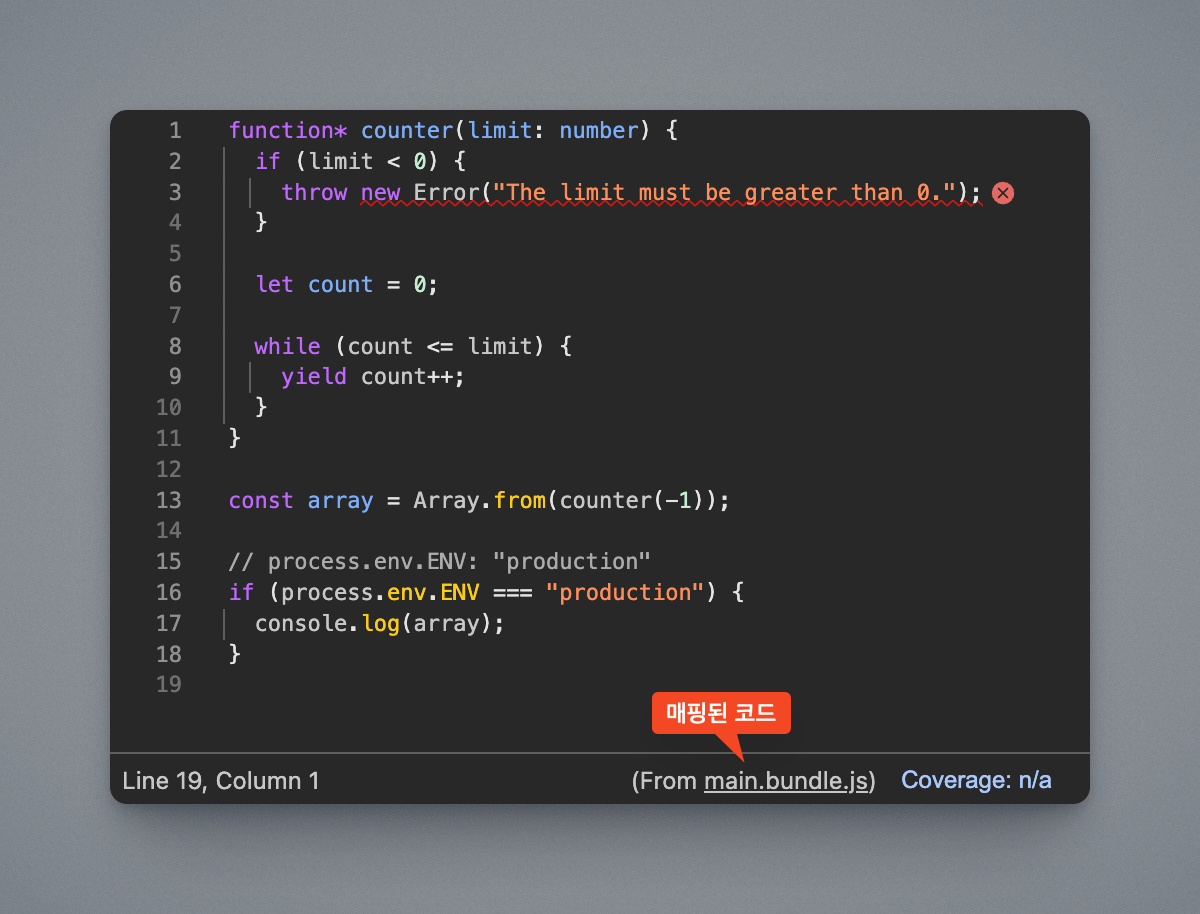 1 function* counter(limit: number) {
2   if (limit < 0) {
3     throw new Error("The limit must be greater than 0.");
4   }
5
6   let count = 0;
7
8   while (count <= limit) {
9     yield count++;
10   }
11 }
12
13 const array = Array.from(counter(-1));
14
15 // process.env.ENV: "production"
16 if (process.env.ENV === "production") {
17   console.log(array);
18 }
19
매핑된 코드
Line 19, Column 1 (From main.bundle.js) Coverage: n/a